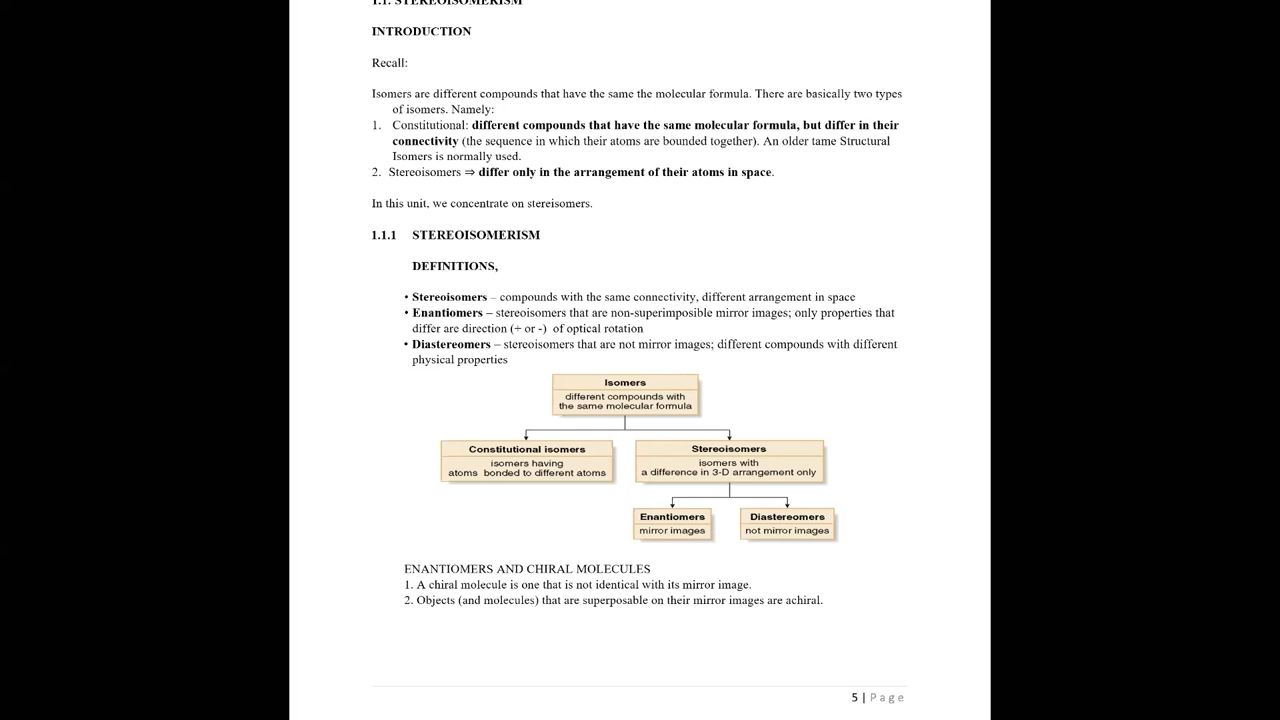 1.1. STEREOISOMERISM
INTRODUCTION
Recall:
Isomers are different compounds that have the same the molecular formula. There are basically two types
of isomers. Namely:
1. Constitutional: different compounds that have the same molecular formula, but differ in their
connectivity (the sequence in which their atoms are bounded together). An older tame Structural
Isomers is normally used.
2. Stereoisomers ⇒ differ only in the arrangement of their atoms in space.
In this unit, we concentrate on stereisomers.
1.1.1 STEREOISOMERISM
DEFINITIONS,
• Stereoisomers – compounds with the same connectivity, different arrangement in space
• Enantiomers – stereoisomers that are non-superimposible mirror images; only properties that
differ are direction (+ or -) of optical rotation
• Diastereomers – stereoisomers that are not mirror images; different compounds with different
physical properties
Isomers
different compounds with
the same molecular formula
Constitutional isomers
isomers having
atoms bonded to different atoms
Stereoisomers
isomers with
a difference in 3-D arrangement only
Enantiomers
mirror images
Diastereomers
not mirror images
ENANTIOMERS AND CHIRAL MOLECULES
1. A chiral molecule is one that is not identical with its mirror image.
2. Objects (and molecules) that are superposable on their mirror images are achiral.
5 | Page